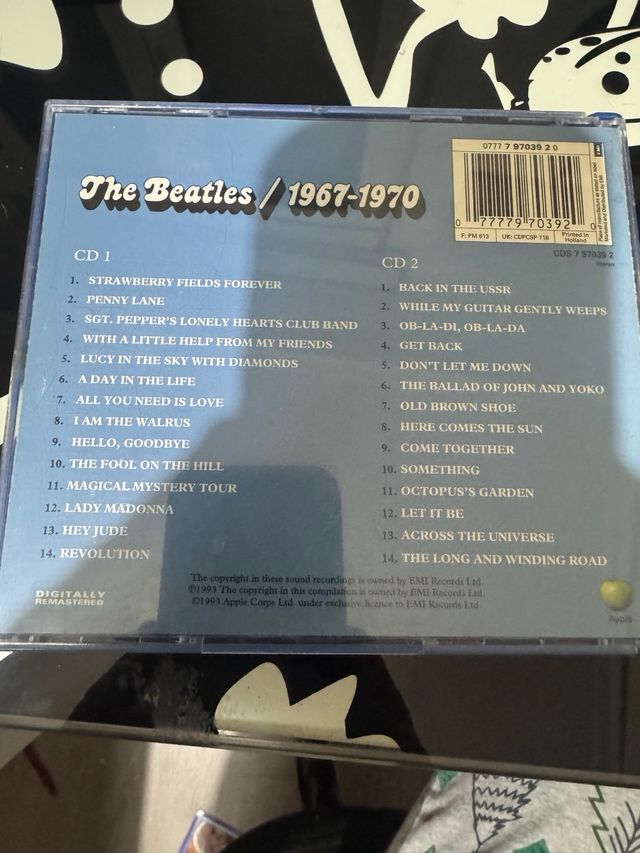 0777 7 97039 2 0
0 77779 70392 0
F: PM 613 UK: CDPCSP 718 Printed in Holland
CDS 7 97039 2
Stereo
The Beatles / 1967-1970
CD 1
1. STRAWBERRY FIELDS FOREVER
2. PENNY LANE
3. SGT. PEPPER'S LONELY HEARTS CLUB BAND
4. WITH A LITTLE HELP FROM MY FRIENDS
5. LUCY IN THE SKY WITH DIAMONDS
6. A DAY IN THE LIFE
7. ALL YOU NEED IS LOVE
8. I AM THE WALRUS
9. HELLO, GOODBYE
10. THE FOOL ON THE HILL
11. MAGICAL MYSTERY TOUR
12. LADY MADONNA
13. HEY JUDE
14. REVOLUTION
CD 2
1. BACK IN THE USSR
2. WHILE MY GUITAR GENTLY WEEPS
3. OB-LA-DI, OB-LA-DA
4. GET BACK
5. DON'T LET ME DOWN
6. THE BALLAD OF JOHN AND YOKO
7. OLD BROWN SHOE
8. HERE COMES THE SUN
9. COME TOGETHER
10. SOMETHING
11. OCTOPUS'S GARDEN
12. LET IT BE
13. ACROSS THE UNIVERSE
14. THE LONG AND WINDING ROAD
DIGITALLY
REMASTERED
The copyright in these sound recordings is owned by EMI Records Ltd.
℗1993 The copyright in this compilation is owned by EMI Records Ltd.
©1993 Apple Corps Ltd. under exclusive licence to EMI Records Ltd.
Apple